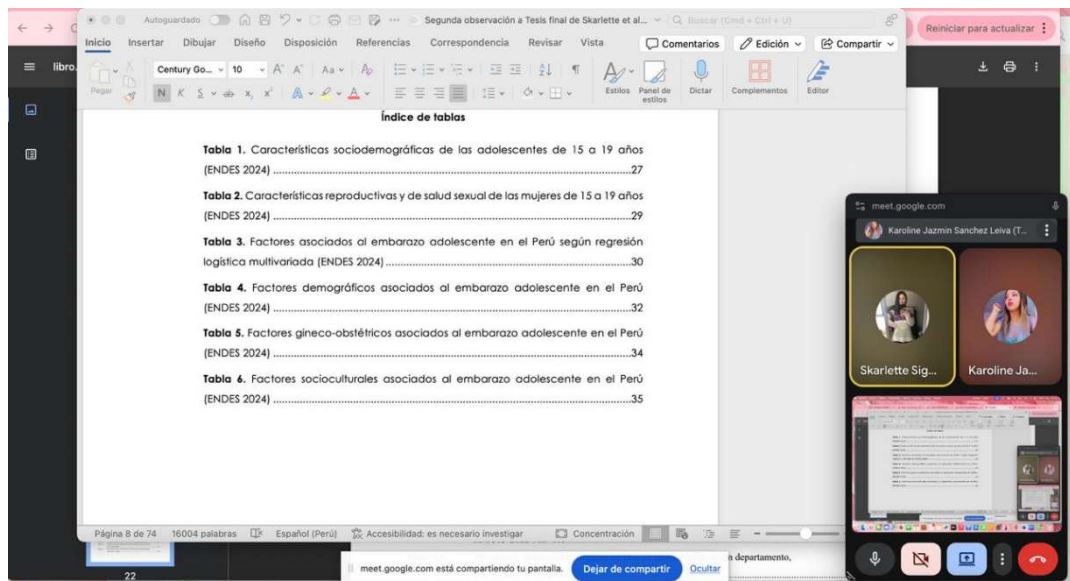 Autoguardado
Segunda observación a Tesis final de Skarlette et al...
Buscar (Cmd + Ctrl + U)
Reiniciar para actualizar
Inicio Insertar Dibujar Diseño Disposición Referencias Correspondencia Revisar Vista
Comentarios Edición Compartir
libro.
Pegar
Century Go... 10
N K S ab x, x²
Estilos Panel de estilos Dictar Complementos Editor
Índice de tablas
Tabla 1. Características sociodemográficas de las adolescentes de 15 a 19 años
(ENDES 2024) ....27
Tabla 2. Características reproductivas y de salud sexual de las mujeres de 15 a 19 años
(ENDES 2024) ....29
Tabla 3. Factores asociados al embarazo adolescente en el Perú según regresión
logística multivariada (ENDES 2024) ....30
Tabla 4. Factores demográficos asociados al embarazo adolescente en el Perú
(ENDES 2024) ....32
Tabla 5. Factores gineco-obstétricos asociados al embarazo adolescente en el Perú
(ENDES 2024) ....34
Tabla 6. Factores socioculturales asociados al embarazo adolescente en el Perú
(ENDES 2024) ....35
meet.google.com
Karoline Jazmin Sanchez Leiva (T...
Skarlette Sig...
Karoline Ja...
Página 8 de 74 16004 palabras Español (Perú) Accesibilidad: es necesario investigar Concentración
22
departamento,
meet.google.com está compartiendo tu pantalla. Dejar de compartir Ocultar